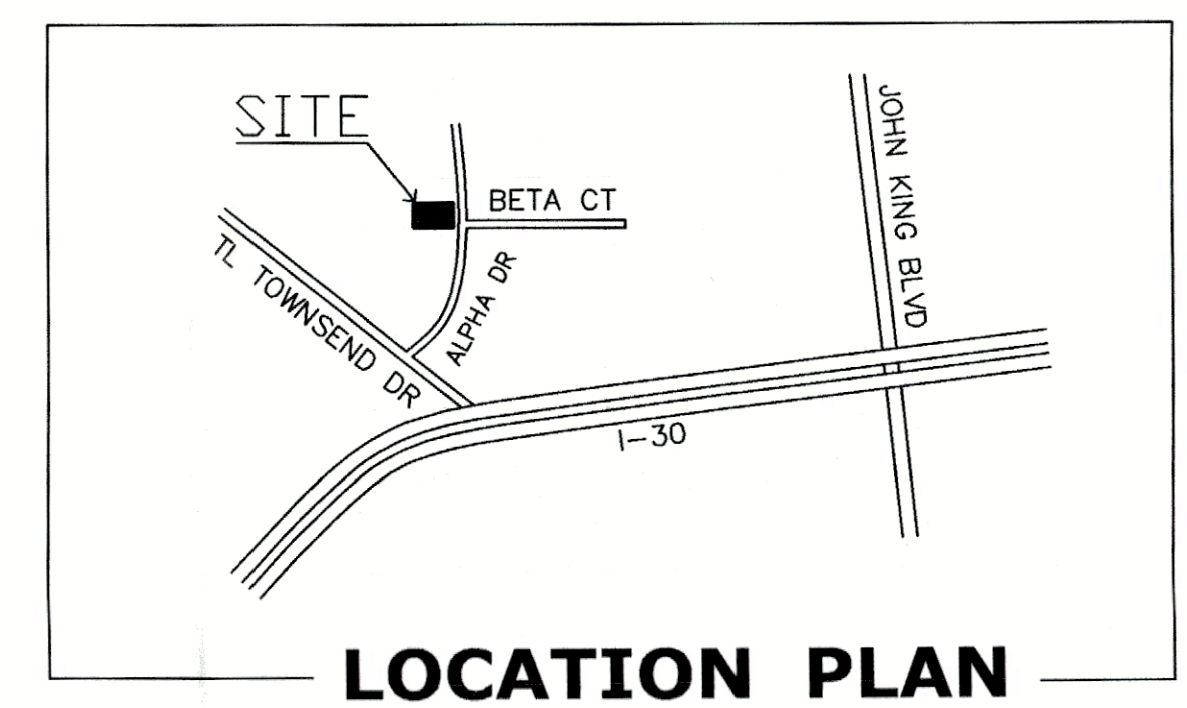 SITE
BETA CT
JOHN KING BLVD
TL TOWNSEND DR
ALPHA DR
I-30
LOCATION PLAN